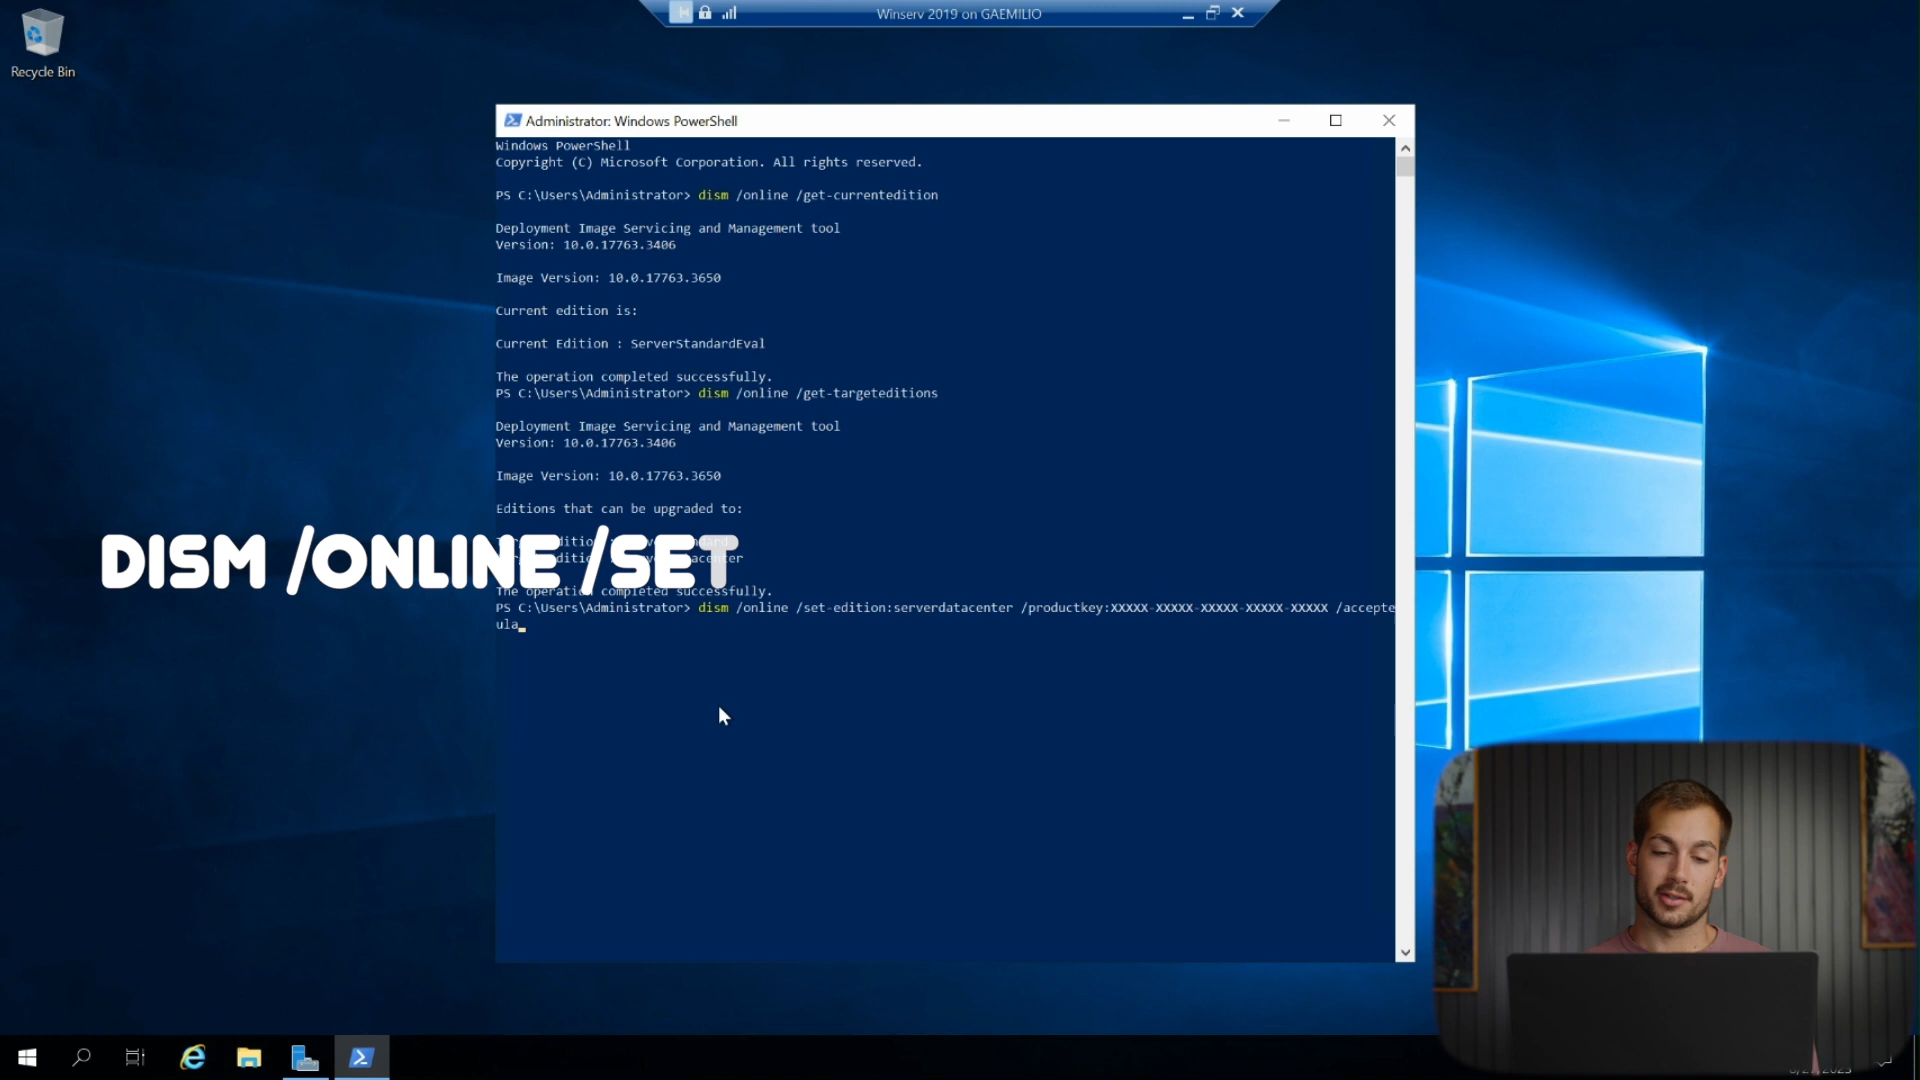 Winserv 2019 on GAEMILIO
Recycle Bin
Administrator: Windows PowerShell
Windows PowerShell
Copyright (C) Microsoft Corporation. All rights reserved.
PS C:\Users\Administrator> dism /online /get-currentedition
Deployment Image Servicing and Management tool
Version: 10.0.17763.3406
Image Version: 10.0.17763.3650
Current edition is:
Current Edition : ServerStandardEval
The operation completed successfully.
PS C:\Users\Administrator> dism /online /get-targeteditions
Deployment Image Servicing and Management tool
Version: 10.0.17763.3406
Image Version: 10.0.17763.3650
Editions that can be upgraded to:
DISM /ONLINE /SET
The operation completed successfully.
PS C:\Users\Administrator> dism /online /set-edition:serverdatacenter /productkey:XXXXX-XXXXX-XXXXX-XXXXX-XXXXX /accepte
ula